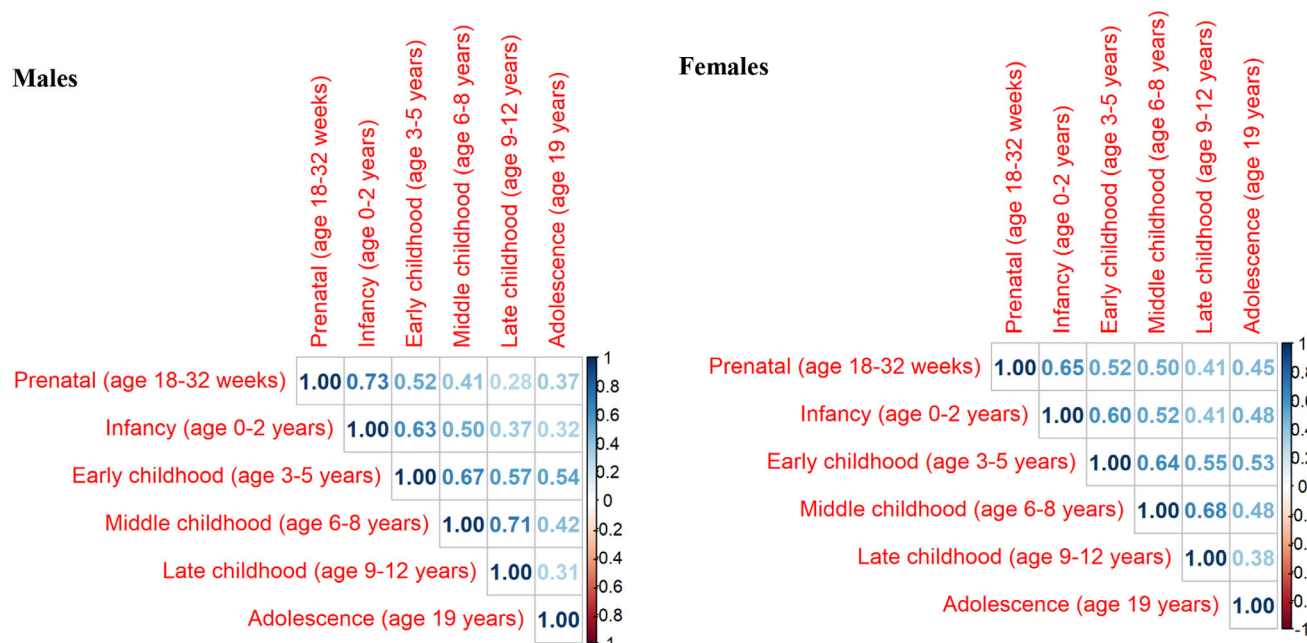 Males
Prenatal (age 18-32 weeks)
Infancy (age 0-2 years)
Early childhood (age 3-5 years)
Middle childhood (age 6-8 years)
Late childhood (age 9-12 years)
Adolescence (age 19 years)
Prenatal (age 18-32 weeks) 1.00 0.73 0.52 0.41 0.28 0.37
Infancy (age 0-2 years) 1.00 0.63 0.50 0.37 0.32
Early childhood (age 3-5 years) 1.00 0.67 0.57 0.54
Middle childhood (age 6-8 years) 1.00 0.71 0.42
Late childhood (age 9-12 years) 1.00 0.31
Adolescence (age 19 years) 1.00
1
0.8
0.6
0.4
0.2
0
-0.2
-0.4
-0.6
-0.8
Females
Prenatal (age 18-32 weeks)
Infancy (age 0-2 years)
Early childhood (age 3-5 years)
Middle childhood (age 6-8 years)
Late childhood (age 9-12 years)
Adolescence (age 19 years)
Prenatal (age 18-32 weeks) 1.00 0.65 0.52 0.50 0.41 0.45
Infancy (age 0-2 years) 1.00 0.60 0.52 0.41 0.48
Early childhood (age 3-5 years) 1.00 0.64 0.55 0.53
Middle childhood (age 6-8 years) 1.00 0.68 0.48
Late childhood (age 9-12 years) 1.00 0.38
Adolescence (age 19 years) 1.00
1
0
-1